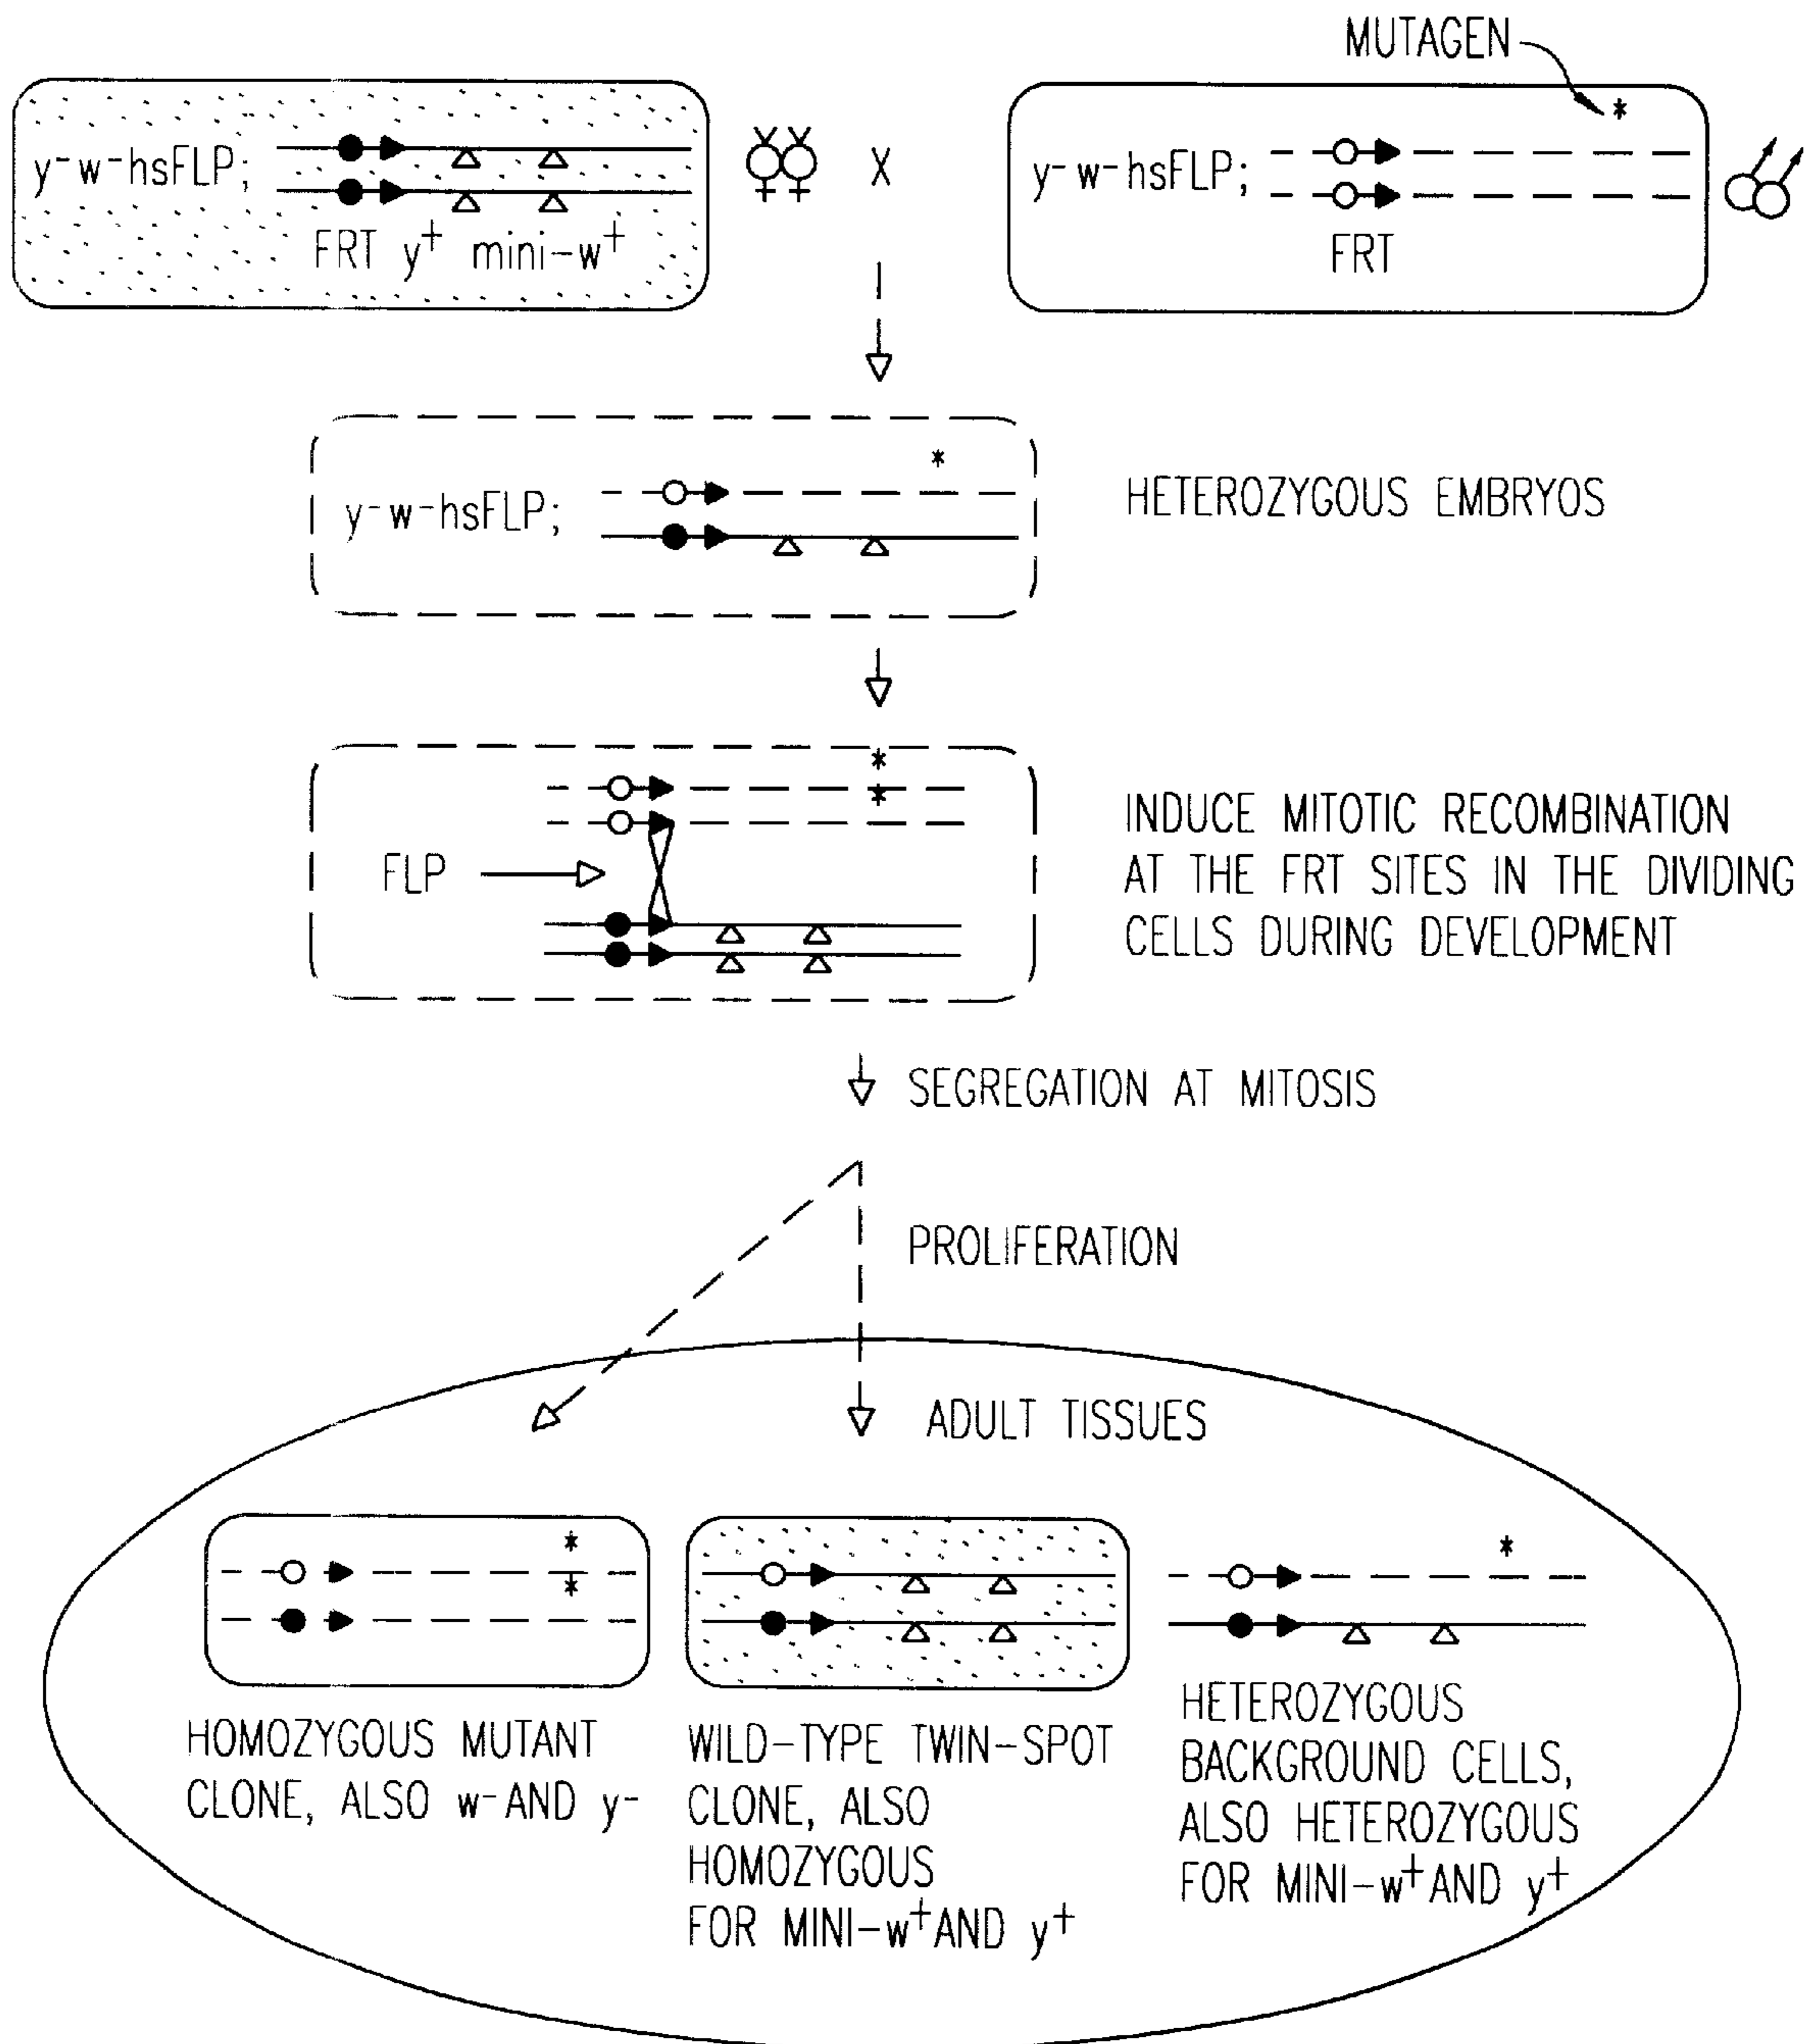 MUTAGEN
*
y⁻w⁻hsFLP;
FRT y⁺ mini-w⁺
X
y⁻w⁻hsFLP;
FRT
*
y⁻w⁻hsFLP;
HETEROZYGOUS EMBRYOS
*
*
FLP
INDUCE MITOTIC RECOMBINATION
AT THE FRT SITES IN THE DIVIDING
CELLS DURING DEVELOPMENT
SEGREGATION AT MITOSIS
PROLIFERATION
ADULT TISSUES
*
*
HOMOZYGOUS MUTANT
CLONE, ALSO w⁻AND y⁻
WILD-TYPE TWIN-SPOT
CLONE, ALSO
HOMOZYGOUS
FOR MINI-w⁺AND y⁺
*
HETEROZYGOUS
BACKGROUND CELLS,
ALSO HETEROZYGOUS
FOR MINI-w⁺AND y⁺